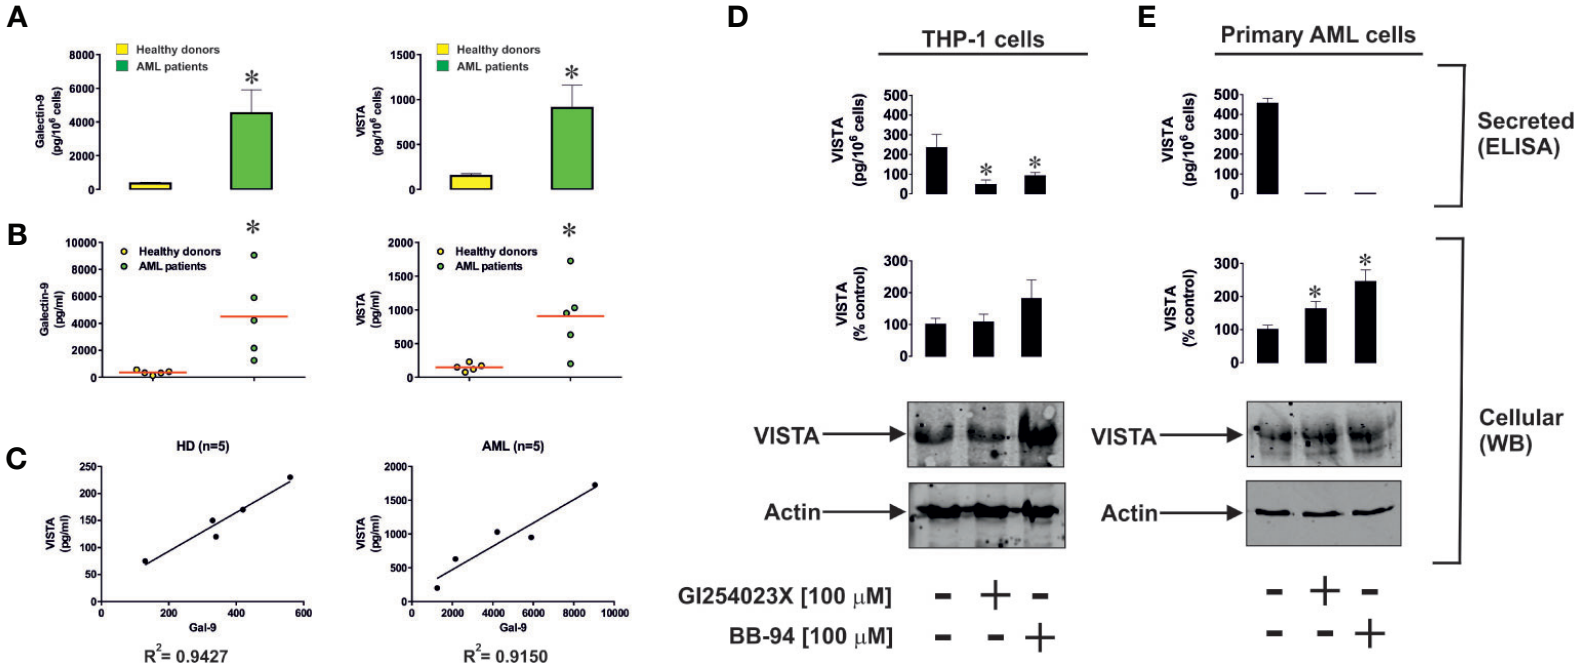 A
Healthy donors
AML patients
Galectin-9
(pg/10⁶ cells)
8000
6000
4000
2000
0
*
Healthy donors
AML patients
VISTA
(pg/10⁶ cells)
1500
1000
500
0
*
B
Healthy donors
AML patients
Galectin-9
(pg/ml)
10000
8000
6000
4000
2000
0
*
Healthy donors
AML patients
VISTA
(pg/ml)
2000
1500
1000
500
0
*
C
HD (n=5)
VISTA
(pg/ml)
250
200
150
100
50
0
0 200 400 600
Gal-9
R² = 0.9427
AML (n=5)
VISTA
(pg/ml)
2000
1500
1000
500
0
0 2000 4000 6000 8000 10000
Gal-9
R² = 0.9150
D
THP-1 cells
VISTA
(pg/10⁶ cells)
500
400
300
200
100
0
* *
VISTA
(% control)
300
200
100
0
VISTA
Actin
GI254023X [100 µM] - + -
BB-94 [100 µM] - - +
E
Primary AML cells
VISTA
(pg/10⁶ cells)
500
400
300
200
100
0
VISTA
(% control)
300
200
100
0
* *
VISTA
Actin
- + -
- - +
Secreted
(ELISA)
Cellular
(WB)